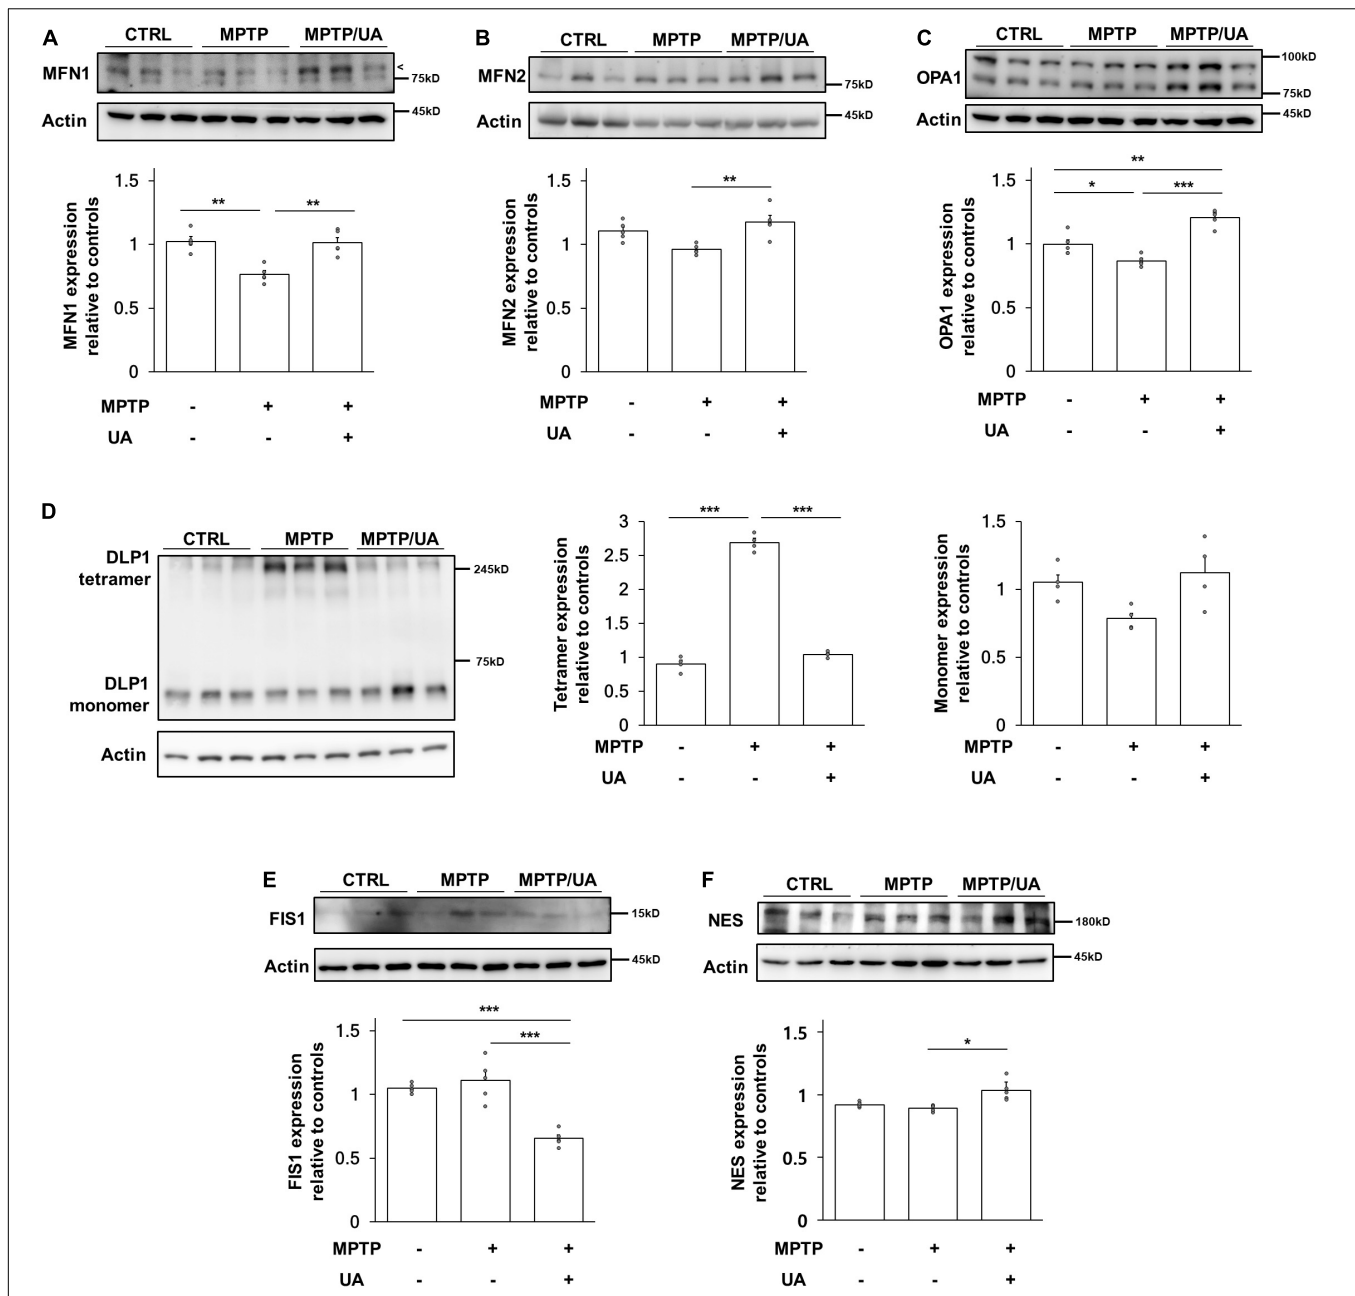 A
CTRL MPTP MPTP/UA
MFN1
<
75kD
Actin
45kD
1.5
1
0.5
0
MFN1 expression
relative to controls
** **
MPTP - + +
UA - - +
B
CTRL MPTP MPTP/UA
MFN2
75kD
Actin
45kD
1.5
1
0.5
0
MFN2 expression
relative to controls
**
MPTP - + +
UA - - +
C
CTRL MPTP MPTP/UA
OPA1
100kD
75kD
Actin
45kD
1.5
1
0.5
0
OPA1 expression
relative to controls
**
* ***
MPTP - + +
UA - - +
D
CTRL MPTP MPTP/UA
DLP1
tetramer
245kD
75kD
DLP1
monomer
Actin
3
2.5
2
1.5
1
0.5
0
Tetramer expression
relative to controls
*** ***
MPTP - + +
UA - - +
1.5
1
0.5
0
Monomer expression
relative to controls
MPTP - + +
UA - - +
E
CTRL MPTP MPTP/UA
FIS1
15kD
Actin
45kD
1.5
1
0.5
0
FIS1 expression
relative to controls
***
***
MPTP - + +
UA - - +
F
CTRL MPTP MPTP/UA
NES
180kD
Actin
45kD
1.5
1
0.5
0
NES expression
relative to controls
*
MPTP - + +
UA - - +